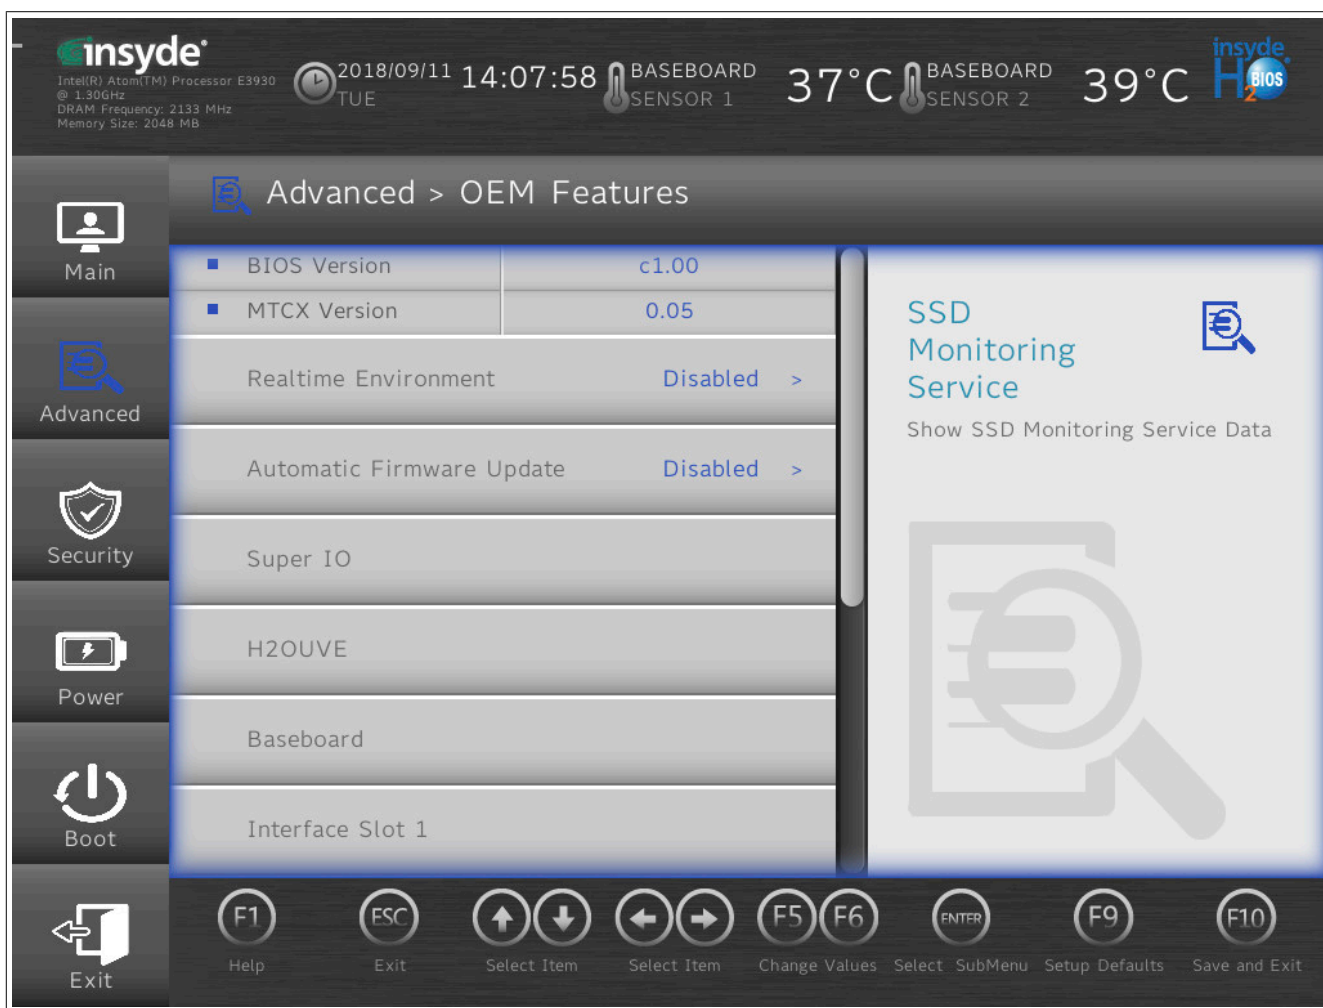 insyde
Intel(R) Atom(TM) Processor E3930
@ 1.30GHz
DRAM Frequency: 2133 MHz
Memory Size: 2048 MB
2018/09/11
TUE
14:07:58
BASEBOARD
SENSOR 1
37°C
BASEBOARD
SENSOR 2
39°C
insyde
H2O BIOS
Advanced > OEM Features
Main
Advanced
Security
Power
Boot
Exit
BIOS Version c1.00
MTCX Version 0.05
Realtime Environment Disabled >
Automatic Firmware Update Disabled >
Super IO
H2OUVE
Baseboard
Interface Slot 1
SSD
Monitoring
Service
Show SSD Monitoring Service Data
F1
Help
ESC
Exit
Select Item
Select Item
F5 F6
Change Values
ENTER
Select SubMenu
F9
Setup Defaults
F10
Save and Exit